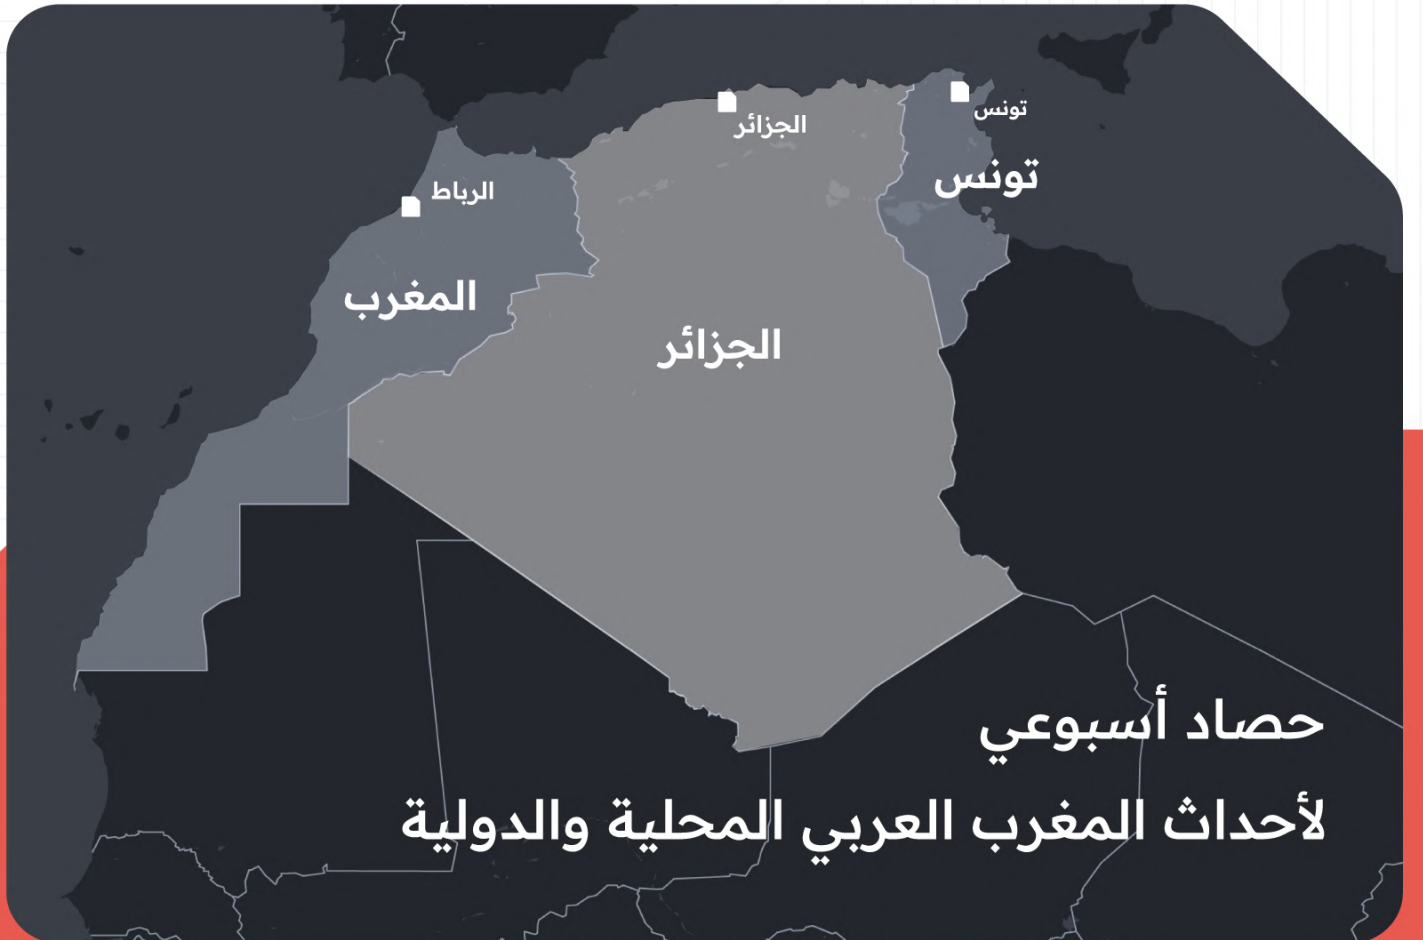 تونس
الجزائر
تونس
الرباط
المغرب
الجزائر
حصاد أسبوعي
لأحداث المغرب العربي المحلية والدولية